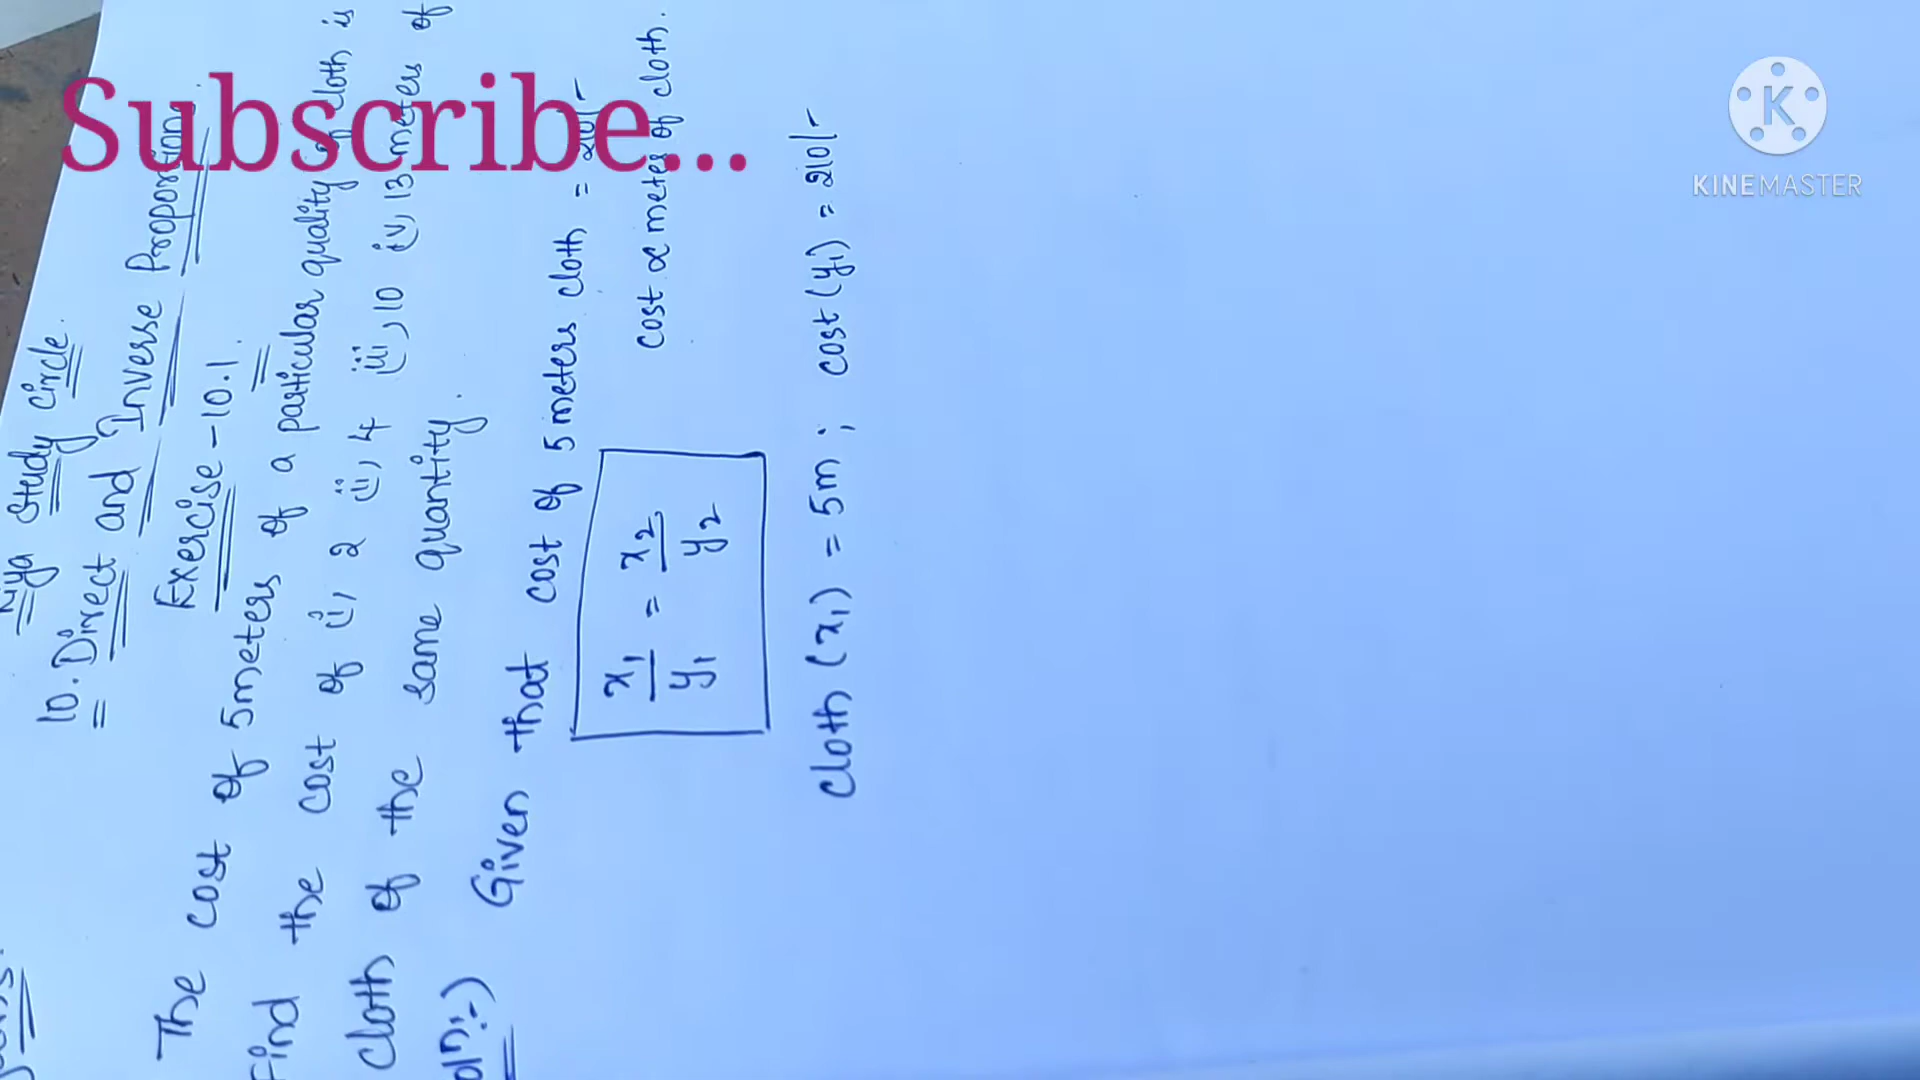 Subscribe...
KINEMASTER
study circle.
10. Direct and Inverse Proportions.
Exercise - 10.1.
The cost of 5meters of a particular quality of cloth is
Find the cost of (i), 2 (ii), 4 (iii), 10 (iv), 13 meters of
cloth of the same quantity.
Given that cost of 5 meters cloth = 210/-
x1/y1 = x2/y2
cost ∝ meter of cloth.
cloth (x1) = 5m ; cost (y1) = 210/-